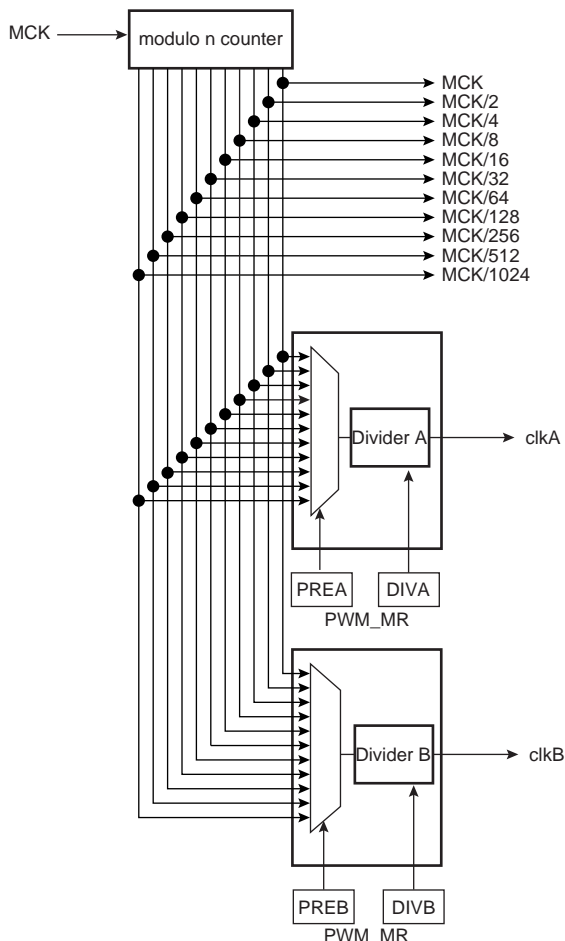 MCK
modulo n counter
MCK
MCK/2
MCK/4
MCK/8
MCK/16
MCK/32
MCK/64
MCK/128
MCK/256
MCK/512
MCK/1024
Divider A
clkA
PREA
DIVA
PWM_MR
Divider B
clkB
PREB
DIVB
PWM_MR